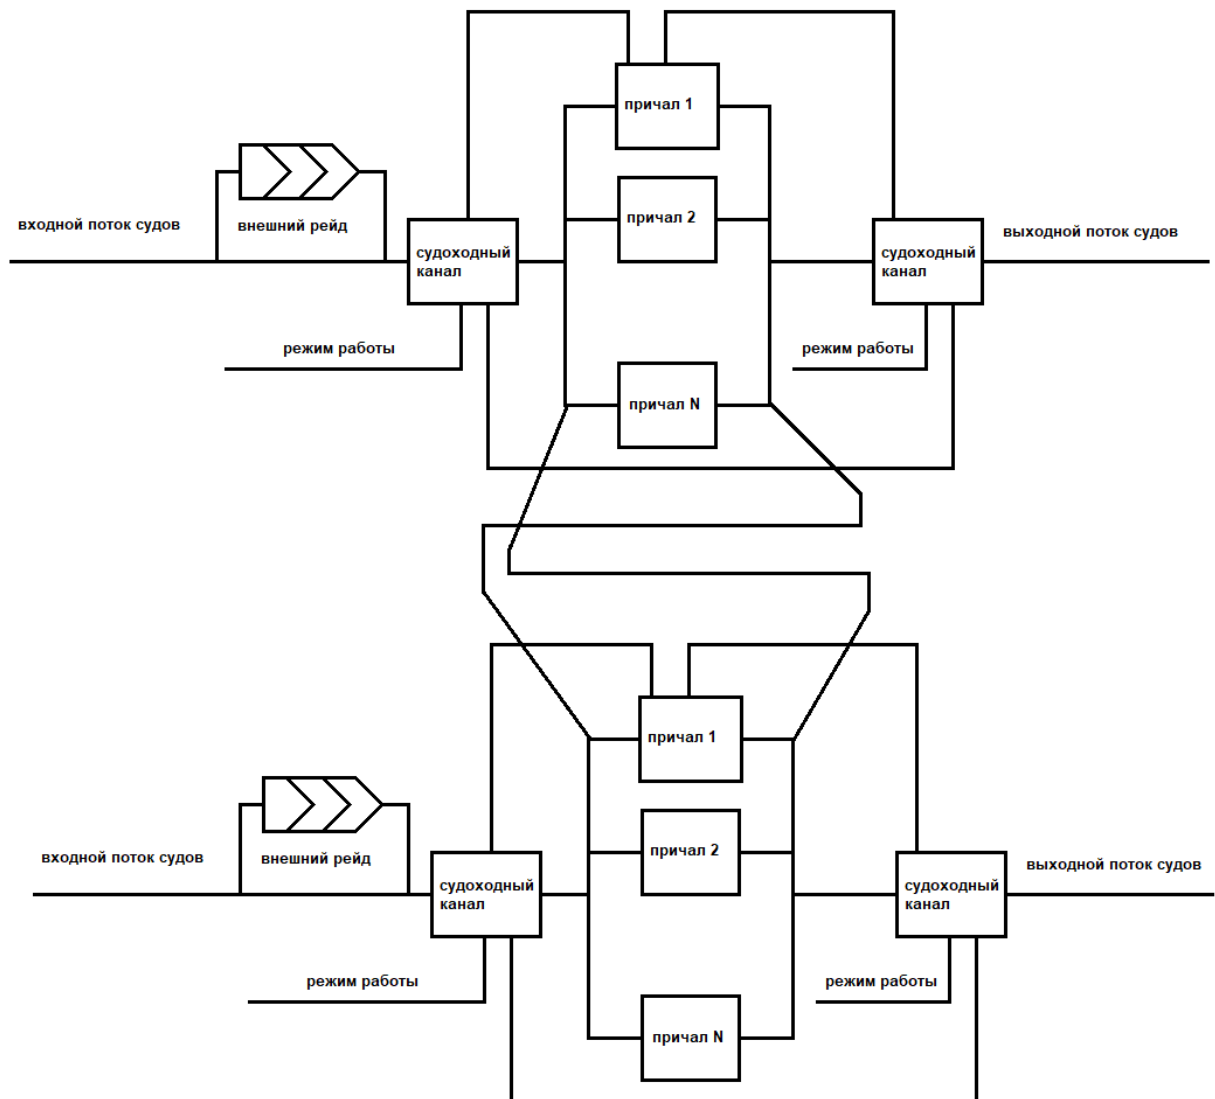 причал 1
причал 2
входной поток судов
внешний рейд
выходной поток судов
судоходный
канал
судоходный
канал
режим работы
режим работы
причал N
причал 1
причал 2
входной поток судов
внешний рейд
выходной поток судов
судоходный
канал
судоходный
канал
режим работы
режим работы
причал N